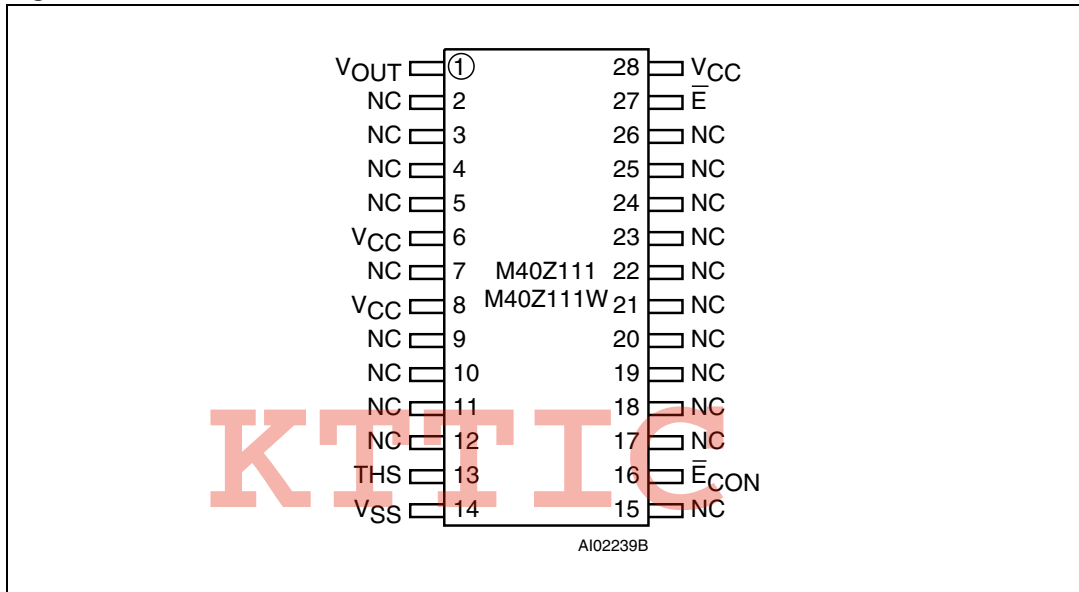 VOUT ① 28 VCC
NC 2 27 E̅
NC 3 26 NC
NC 4 25 NC
NC 5 24 NC
VCC 6 23 NC
NC 7 M40Z111 22 NC
VCC 8 M40Z111W 21 NC
NC 9 20 NC
NC 10 19 NC
NC 11 18 NC
NC 12 17 NC
THS 13 16 E̅CON
VSS 14 15 NC
AI02239B
KTTIC